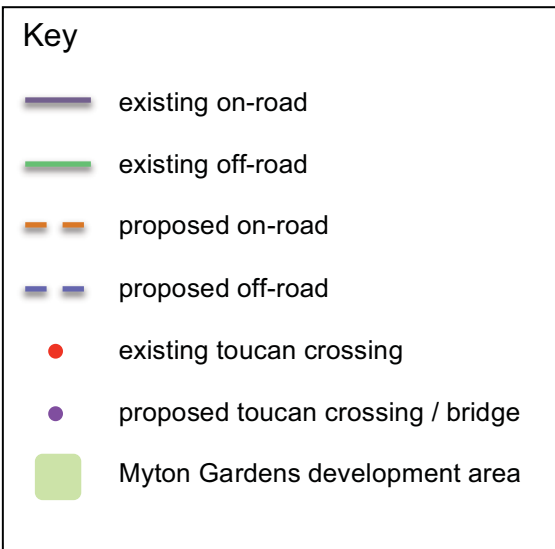 Key
existing on-road
existing off-road
proposed on-road
proposed off-road
existing toucan crossing
proposed toucan crossing / bridge
Myton Gardens development area